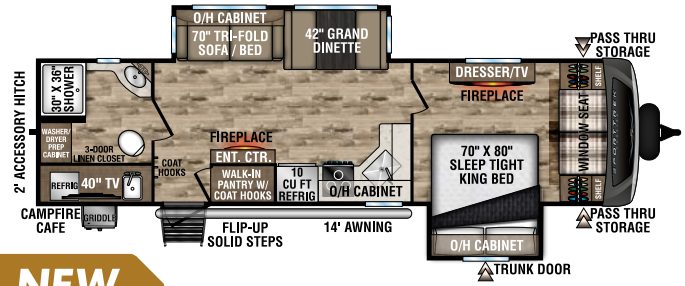 O/H CABINET
70" TRI-FOLD
SOFA / BED
42" GRAND
DINETTE
PASS THRU
STORAGE
DRESSER/TV
FIREPLACE
SHELF
30" X 36"
SHOWER
2' ACCESSORY HITCH
WASHER/
DRYER
PREP
CABINET
3-DOOR
LINEN CLOSET
COAT
HOOKS
FIREPLACE
ENT. CTR.
WALK-IN
PANTRY W/
COAT HOOKS
10
CU FT
REFRIG
O/H CABINET
70" X 80"
SLEEP TIGHT
KING BED
WINDOW SEAT
SPORTTREK
SHELF
REFRIG
40" TV
CAMPFIRE
CAFE
GRIDDLE
FLIP-UP
SOLID STEPS
14' AWNING
O/H CABINET
PASS THRU
STORAGE
TRUNK DOOR
NEW